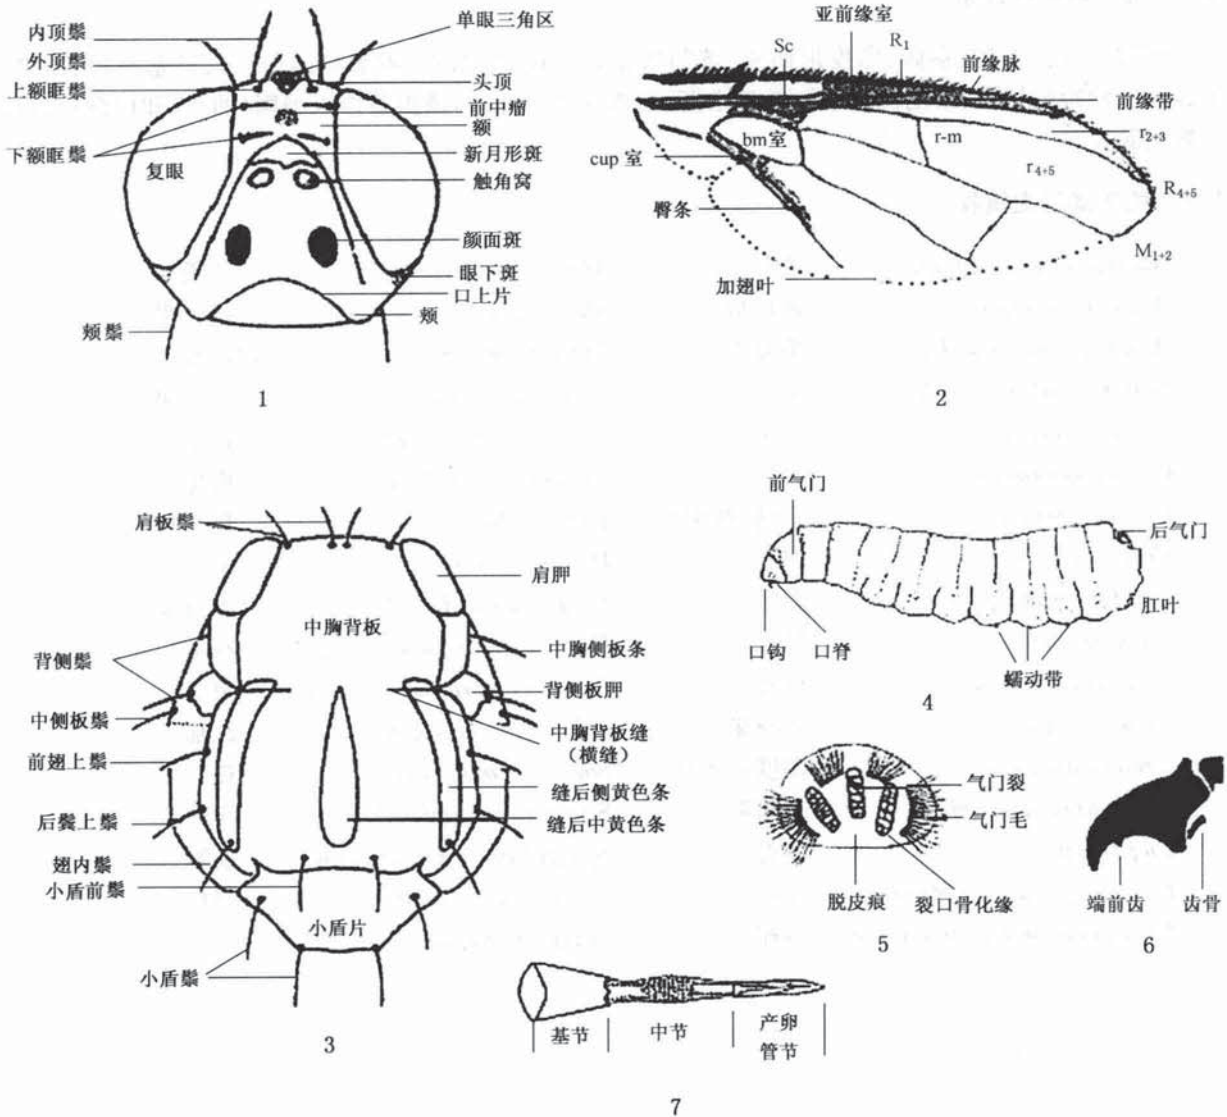 内顶鬃
外顶鬃
上额眶鬃
下额眶鬃
复眼
颊鬃
单眼三角区
头顶
前中瘤
额
新月形斑
触角窝
颜面斑
眼下斑
口上片
颊
1
亚前缘室
Sc
R1
前缘脉
前缘带
r2+3
r-m
bm室
cup 室
r4+5
R4+5
臀条
M1+2
加翅叶
2
肩板鬃
肩胛
中胸背板
背侧鬃
中胸侧板条
背侧板胛
中侧板鬃
中胸背板缝
（横缝）
前翅上鬃
缝后侧黄色条
后鬓上鬃
缝后中黄色条
翅内鬃
小盾前鬃
小盾片
小盾鬃
3
前气门
后气门
肛叶
口钩
口脊
蠕动带
4
气门裂
气门毛
脱皮痕
裂口骨化缘
5
端前齿
齿骨
6
基节
中节
产卵
管节
7